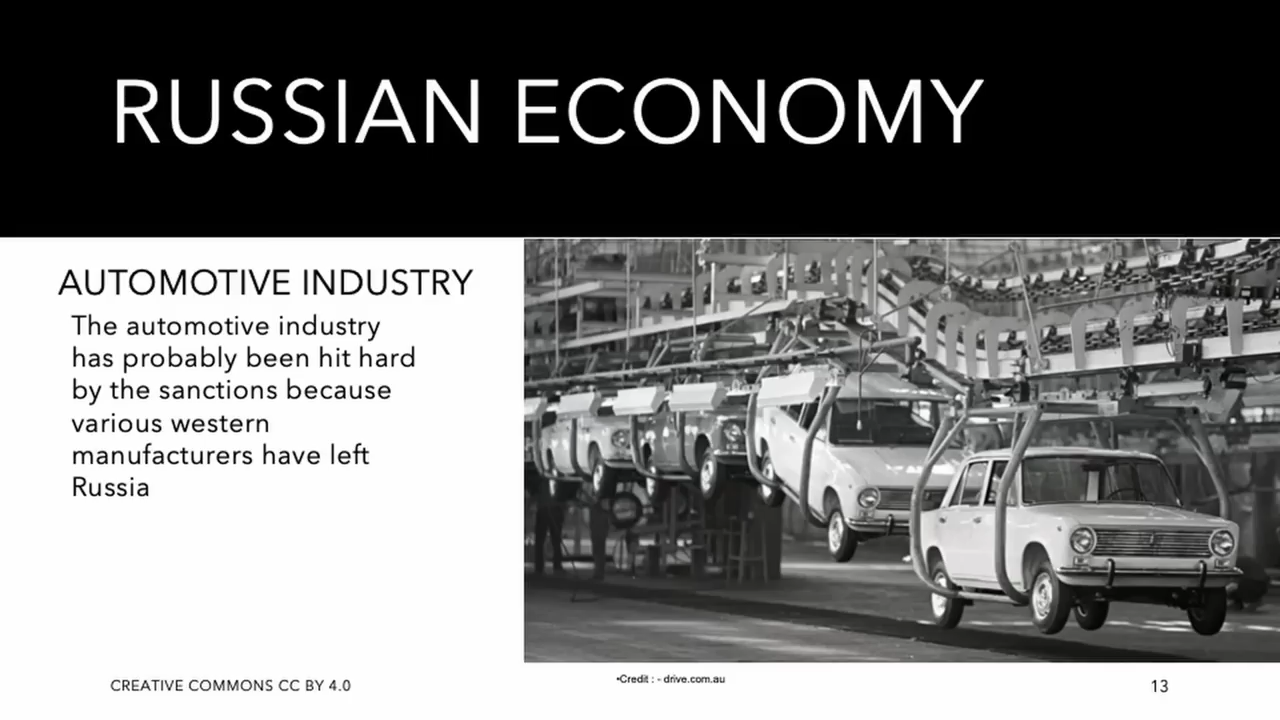 RUSSIAN ECONOMY
AUTOMOTIVE INDUSTRY
The automotive industry
has probably been hit hard
by the sanctions because
various western
manufacturers have left
Russia
CREATIVE COMMONS CC BY 4.0
•Credit : - drive.com.au
13